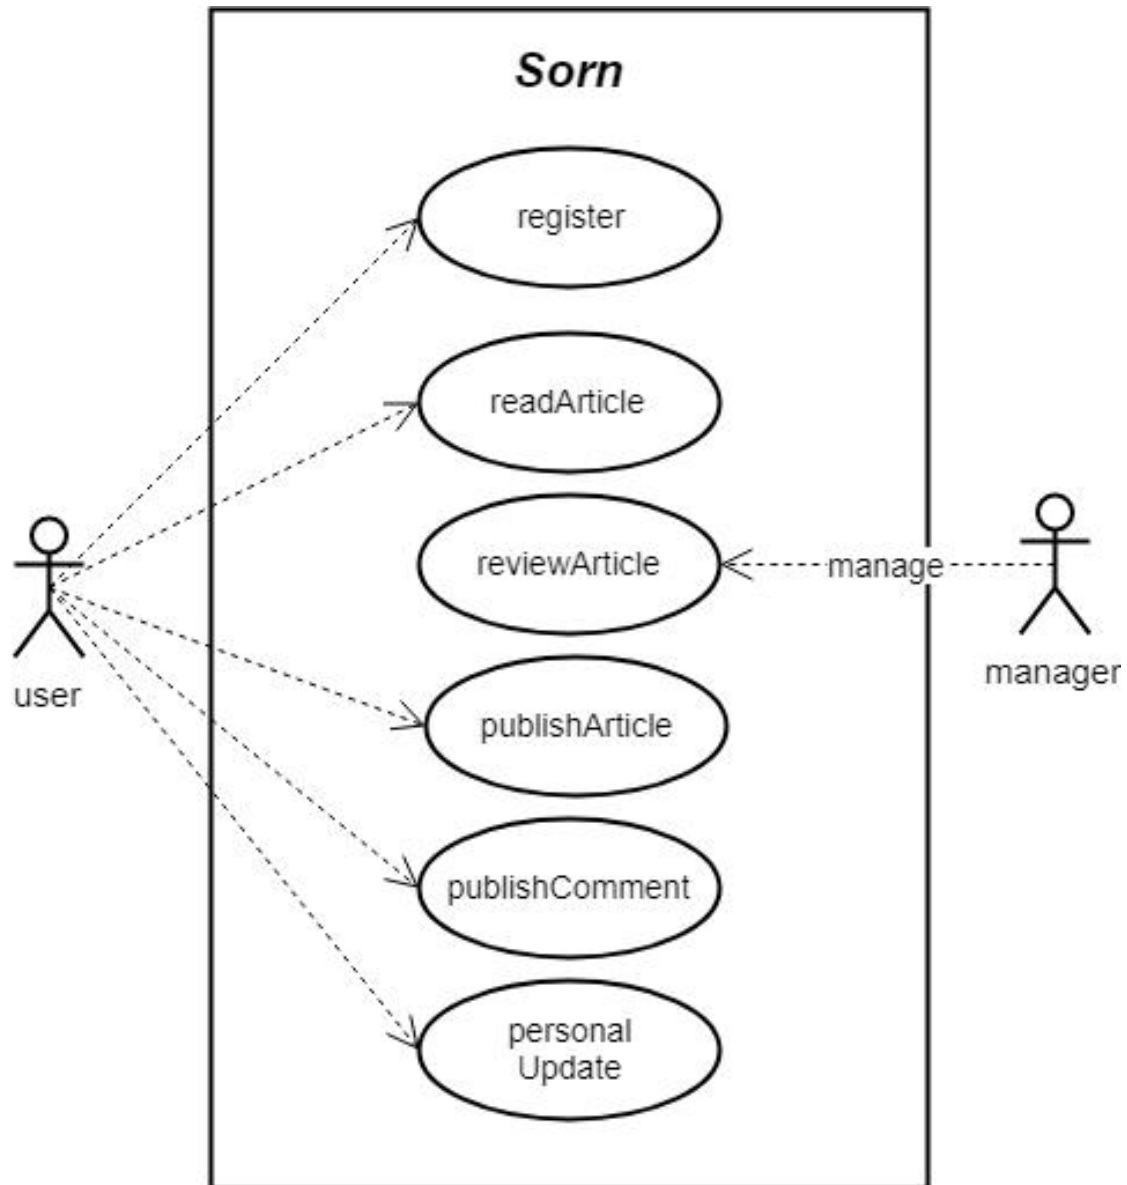 Sorn
register
readArticle
reviewArticle
manage
user
manager
publishArticle
publishComment
personal
Update